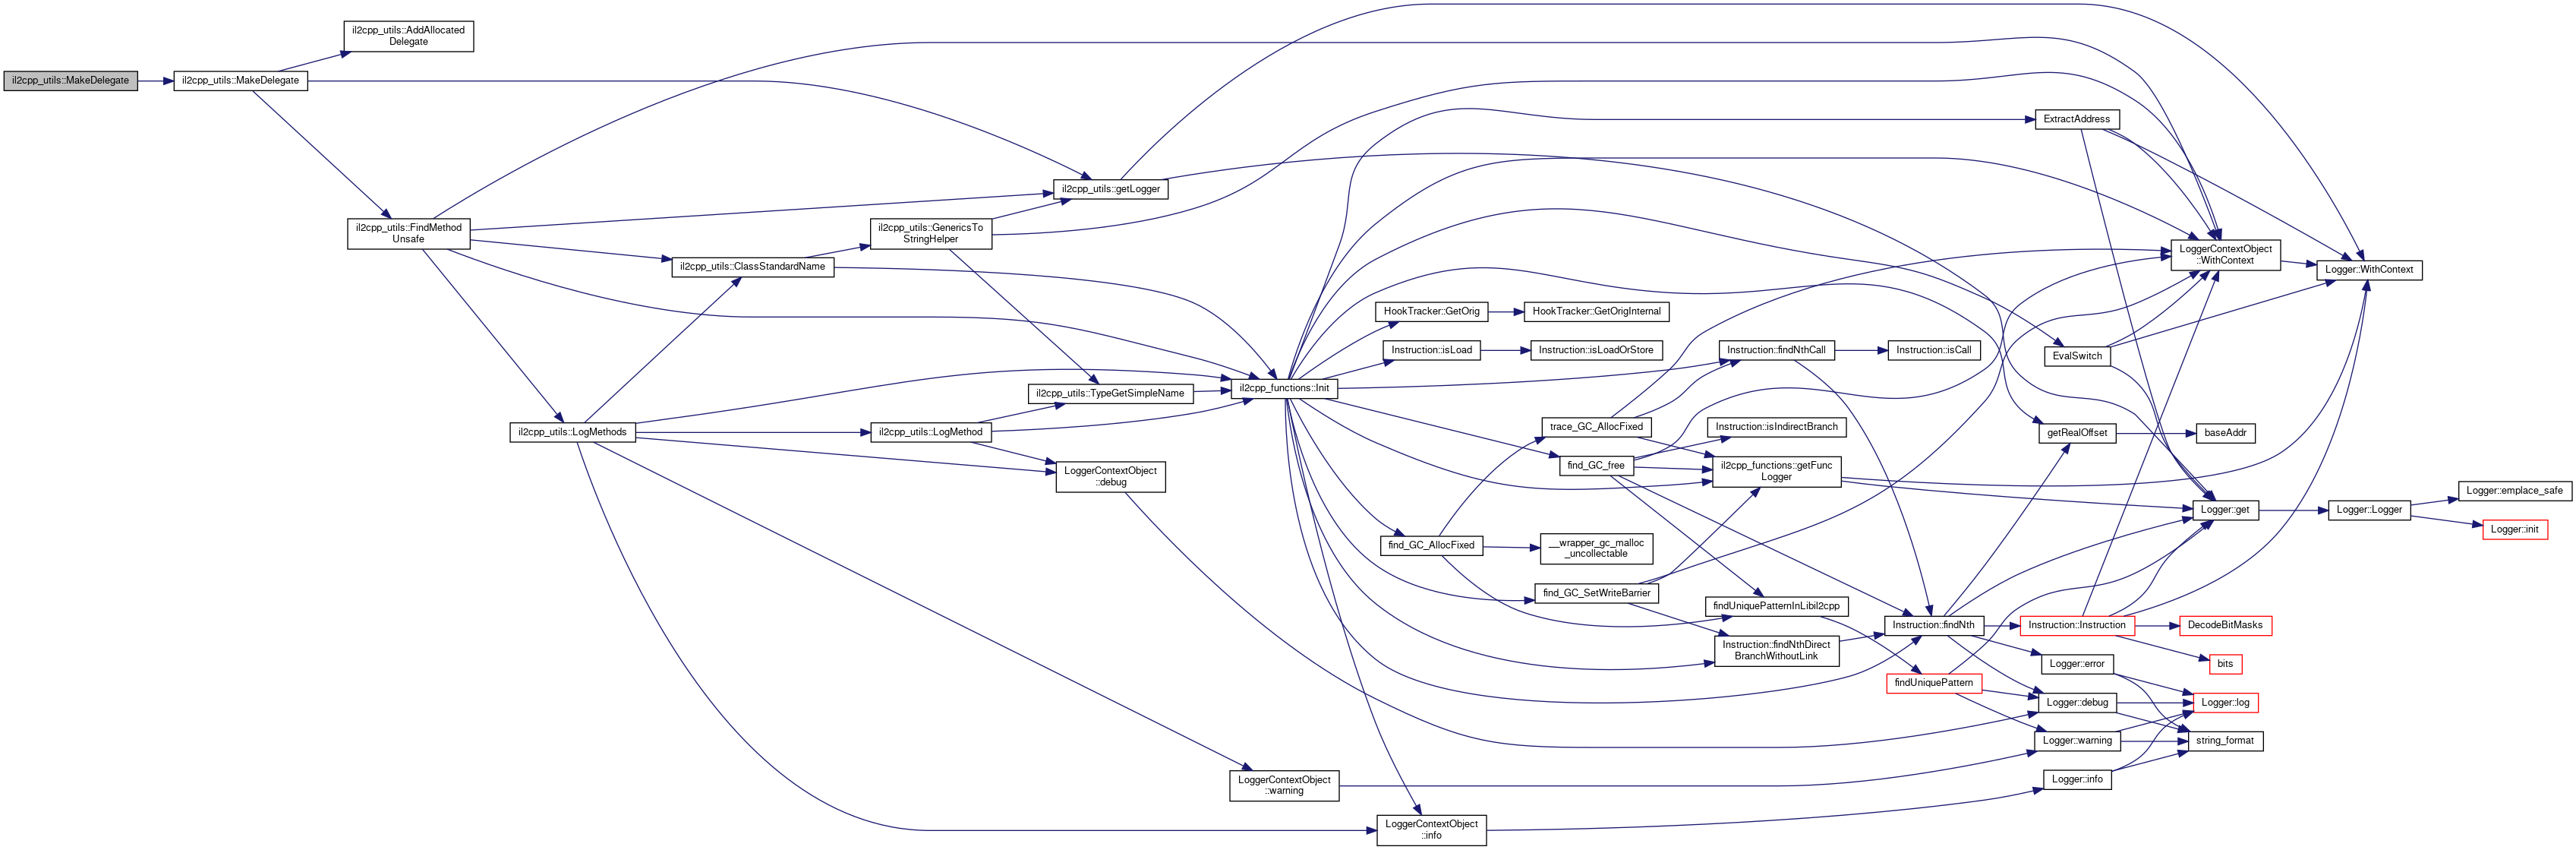 il2cpp_utils::MakeDelegate
il2cpp_utils::MakeDelegate
il2cpp_utils::AddAllocated
Delegate
il2cpp_utils::FindMethod
Unsafe
il2cpp_utils::LogMethods
il2cpp_utils::ClassStandardName
il2cpp_utils::GenericsTo
StringHelper
il2cpp_utils::LogMethod
il2cpp_utils::getLogger
il2cpp_utils::TypeGetSimpleName
LoggerContextObject
::debug
il2cpp_functions::Init
LoggerContextObject
::warning
HookTracker::GetOrig
Instruction::isLoad
find_GC_AllocFixed
LoggerContextObject
::info
HookTracker::GetOrigInternal
Instruction::isLoadOrStore
trace_GC_AllocFixed
find_GC_free
__wrapper_gc_malloc
_uncollectable
find_GC_SetWriteBarrier
Instruction::findNthCall
Instruction::isIndirectBranch
il2cpp_functions::getFunc
Logger
findUniquePatternInLibil2cpp
Instruction::findNthDirect
BranchWithoutLink
Instruction::isCall
Instruction::findNth
findUniquePattern
ExtractAddress
EvalSwitch
getRealOffset
Instruction::Instruction
Logger::error
Logger::debug
Logger::warning
Logger::info
LoggerContextObject
::WithContext
baseAddr
Logger::get
DecodeBitMasks
bits
Logger::log
string_format
Logger::WithContext
Logger::Logger
Logger::emplace_safe
Logger::init